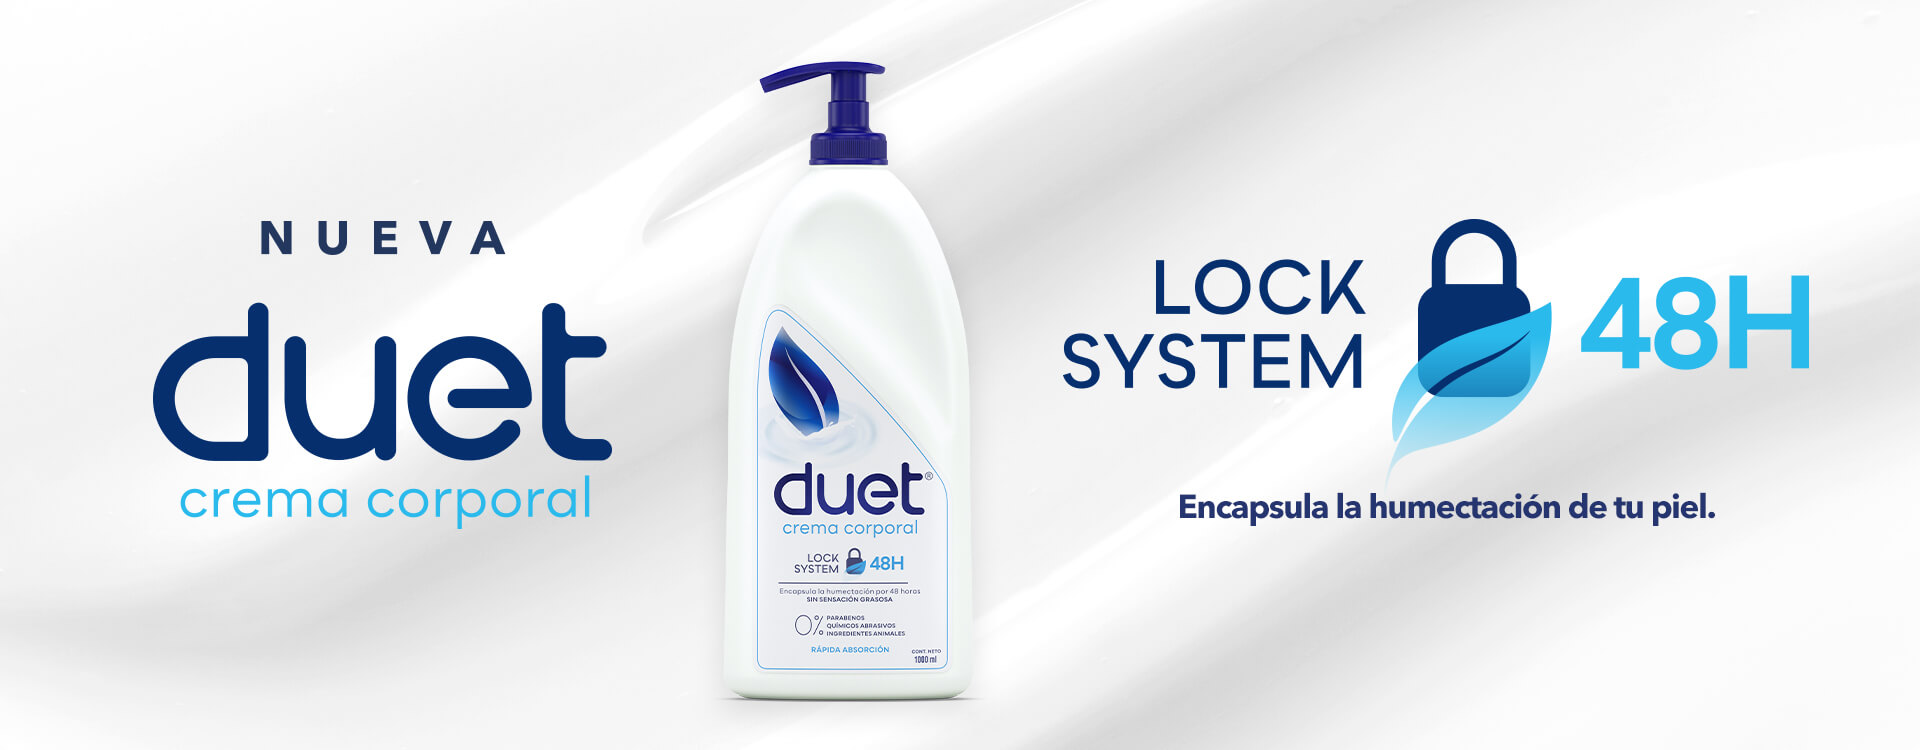 NUEVA
duet
crema corporal
duet®
crema corporal
LOCK
SYSTEM
48H
Encapsula la humectación por 48 horas
SIN SENSACIÓN GRASOSA
0%
PARABENOS
QUÍMICOS ABRASIVOS
INGREDIENTES ANIMALES
RÁPIDA ABSORCIÓN
CONT. NETO
1000 ml
LOCK
SYSTEM
48H
Encapsula la humectación de tu piel.